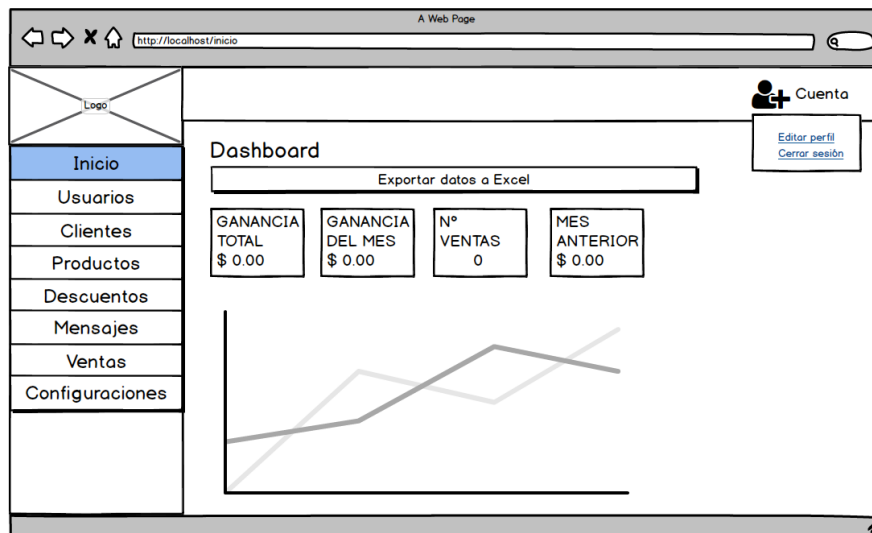 A Web Page
http://localhost/inicio
Logo
Cuenta
Editar perfil
Cerrar sesión
Inicio
Usuarios
Clientes
Productos
Descuentos
Mensajes
Ventas
Configuraciones
Dashboard
Exportar datos a Excel
GANANCIA
TOTAL
$ 0.00
GANANCIA
DEL MES
$ 0.00
N°
VENTAS
0
MES
ANTERIOR
$ 0.00